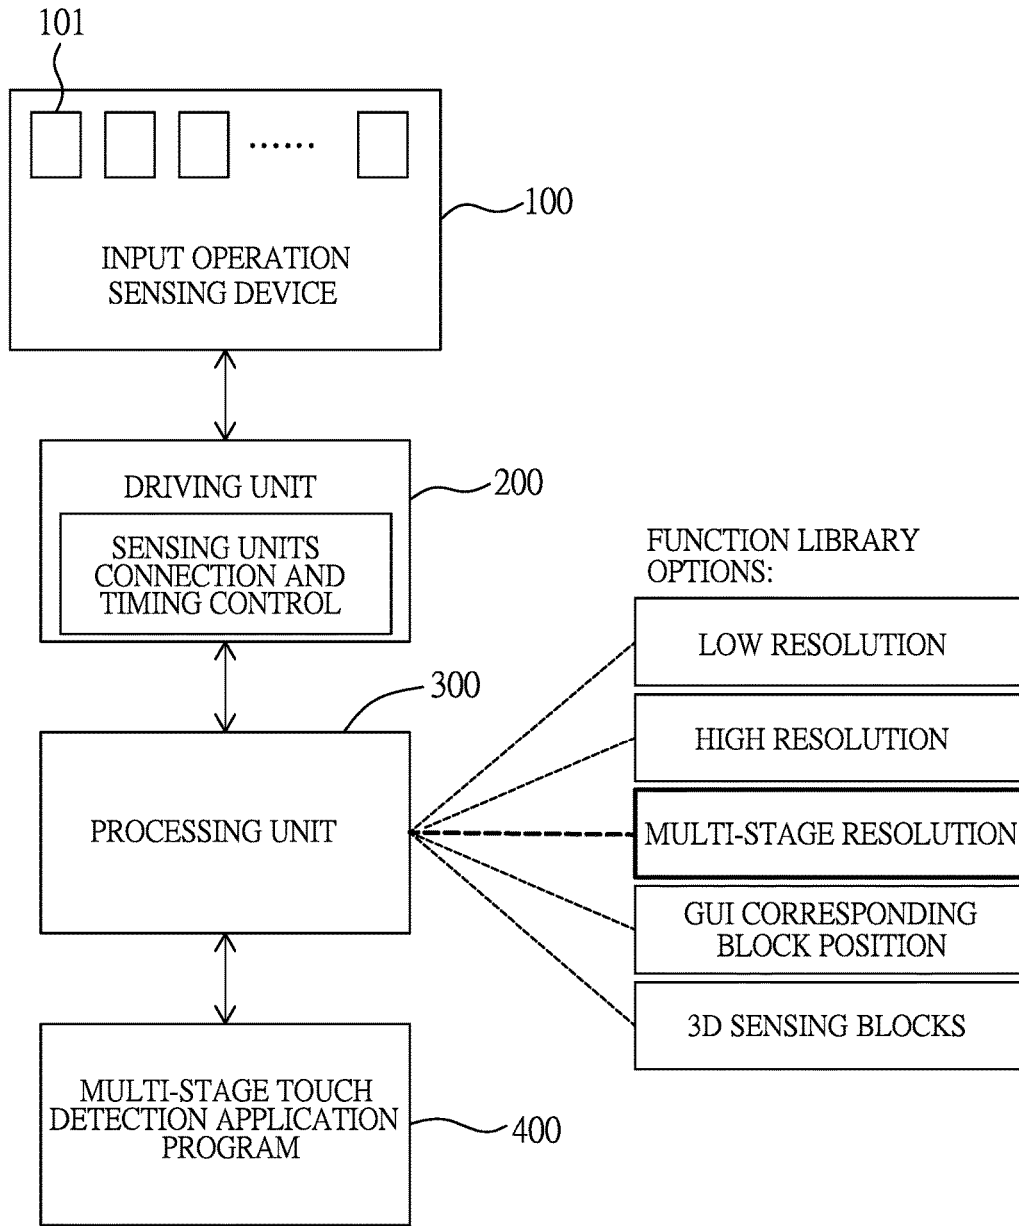 101
100
INPUT OPERATION
SENSING DEVICE
DRIVING UNIT
200
SENSING UNITS
CONNECTION AND
TIMING CONTROL
FUNCTION LIBRARY
OPTIONS:
LOW RESOLUTION
300
HIGH RESOLUTION
PROCESSING UNIT
MULTI-STAGE RESOLUTION
GUI CORRESPONDING
BLOCK POSITION
3D SENSING BLOCKS
MULTI-STAGE TOUCH
DETECTION APPLICATION
PROGRAM
400